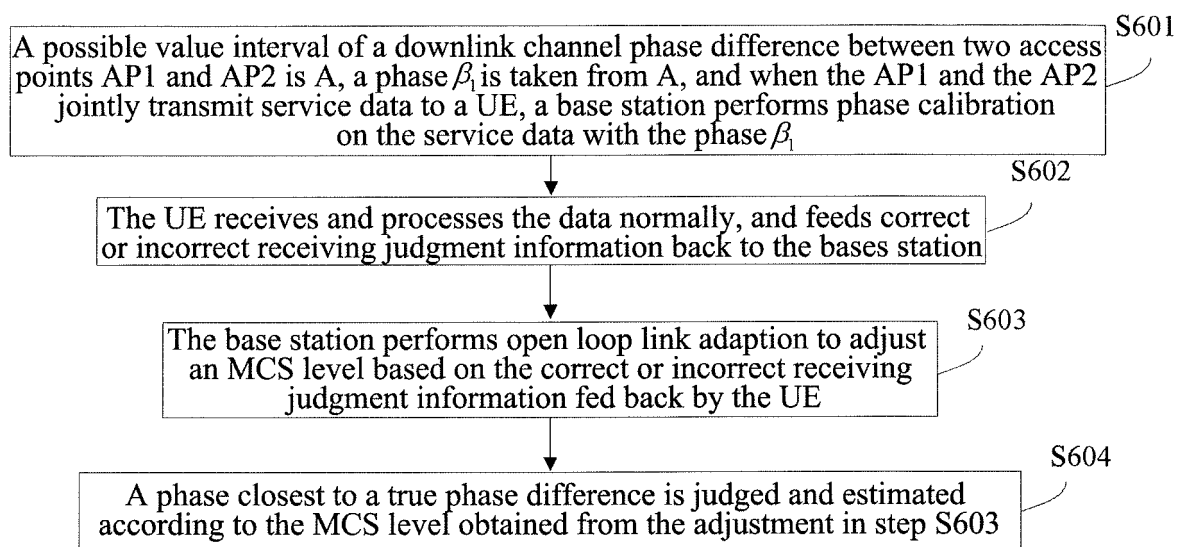 S601
A possible value interval of a downlink channel phase difference between two access
points AP1 and AP2 is A, a phase β₁ is taken from A, and when the AP1 and the AP2
jointly transmit service data to a UE, a base station performs phase calibration
on the service data with the phase β₁
S602
The UE receives and processes the data normally, and feeds correct
or incorrect receiving judgment information back to the bases station
S603
The base station performs open loop link adaption to adjust
an MCS level based on the correct or incorrect receiving
judgment information fed back by the UE
S604
A phase closest to a true phase difference is judged and estimated
according to the MCS level obtained from the adjustment in step S603